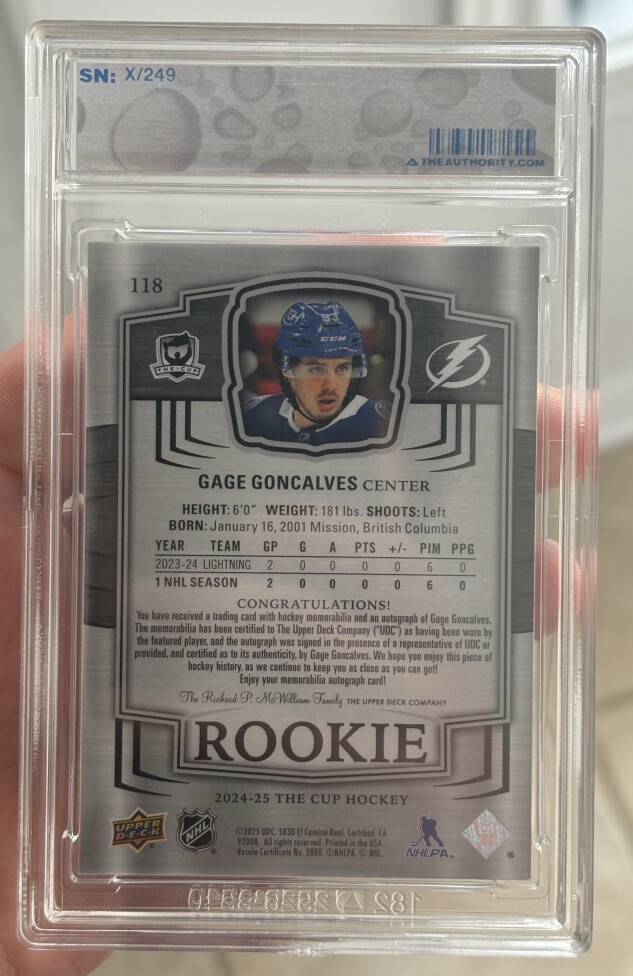 SN: X/249
THEAUTHORITY.COM
118
THE CUP
93
CCM
GAGE GONCALVES CENTER
HEIGHT: 6'0" WEIGHT: 181 lbs. SHOOTS: Left
BORN: January 16, 2001 Mission, British Columbia
YEAR TEAM GP G A PTS +/- PIM PPG
2023-24 LIGHTNING 2 0 0 0 0 6 0
1 NHL SEASON 2 0 0 0 0 6 0
CONGRATULATIONS!
You have received a trading card with hockey memorabilia and an autograph of Gage Goncalves.
The memorabilia has been certified to The Upper Deck Company ("UDC") as having been worn by
the featured player, and the autograph was signed in the presence of a representative of UDC or
provided, and certified as to its authenticity, by Gage Goncalves. We hope you enjoy this piece of
hockey history, as we continue to keep you as close as you can get!
Enjoy your memorabilia autograph card!
The Richard P. McWilliam Family THE UPPER DECK COMPANY
ROOKIE
2024-25 THE CUP HOCKEY
UPPER DECK
NHL
©2025 UDC. 5830 El Camino Real, Carlsbad, CA
92008. All rights reserved. Printed in the USA.
Resale Certificate No. 2880 ©NHLPA. © NHL.
NHLPA